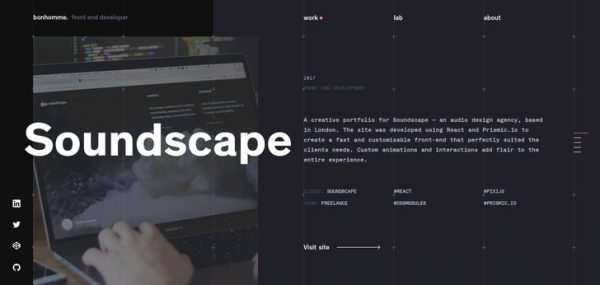 bonhomme. front end developer
work
lab
about
2017
FRONT END DEVELOPMENT
Soundscape
A creative portfolio for Soundscape - an audio design agency, based
in London. The site was developed using React and Prismic.io to
create a fast and customisable front-end that perfectly suited the
clients needs. Custom animations and interactions add flair to the
entire experience.
CLIENT: SOUNDSCAPE
#REACT
#PIXIJS
TEAM: FREELANCE
#CSSMODULES
#PRISMIC.IO
Visit site